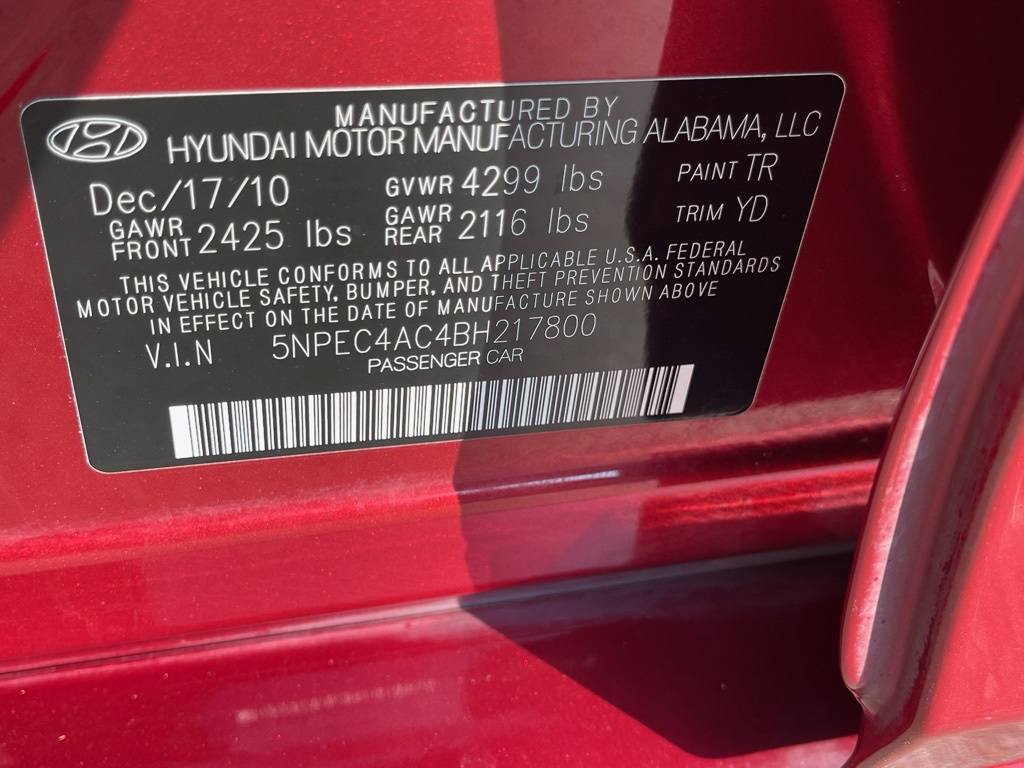 MANUFACTURED BY
HYUNDAI MOTOR MANUFACTURING ALABAMA, LLC
Dec/17/10 GVWR 4299 lbs PAINT TR
GAWR FRONT 2425 lbs GAWR REAR 2116 lbs TRIM YD
THIS VEHICLE CONFORMS TO ALL APPLICABLE U.S.A. FEDERAL
MOTOR VEHICLE SAFETY, BUMPER, AND THEFT PREVENTION STANDARDS
IN EFFECT ON THE DATE OF MANUFACTURE SHOWN ABOVE
V.I.N 5NPEC4AC4BH217800
PASSENGER CAR